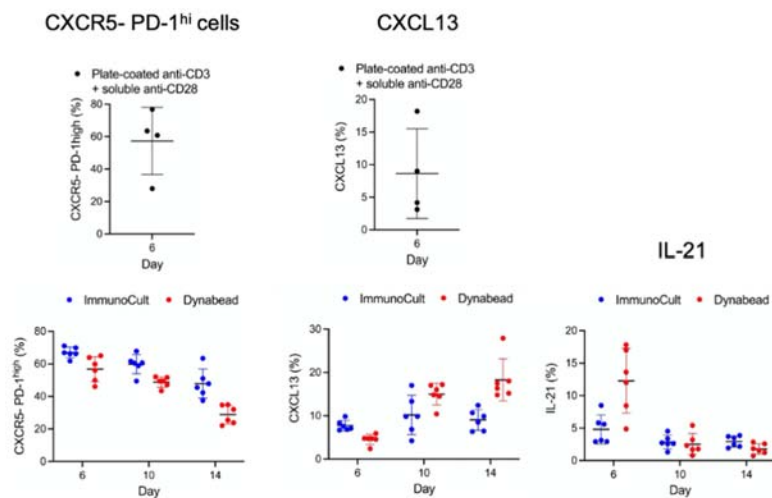 CXCR5- PD-1hi cells
CXCL13
Plate-coated anti-CD3
+ soluble anti-CD28
CXCR5- PD-1high (%)
80
60
40
20
0
6
Day
Plate-coated anti-CD3
+ soluble anti-CD28
CXCL13 (%)
20
15
10
5
0
6
Day
IL-21
ImmunoCult Dynabead
CXCR5- PD-1high (%)
80
60
40
20
0
6 10 14
Day
ImmunoCult Dynabead
CXCL13 (%)
30
20
10
0
6 10 14
Day
ImmunoCult Dynabead
IL-21 (%)
20
15
10
5
0
6 10 14
Day